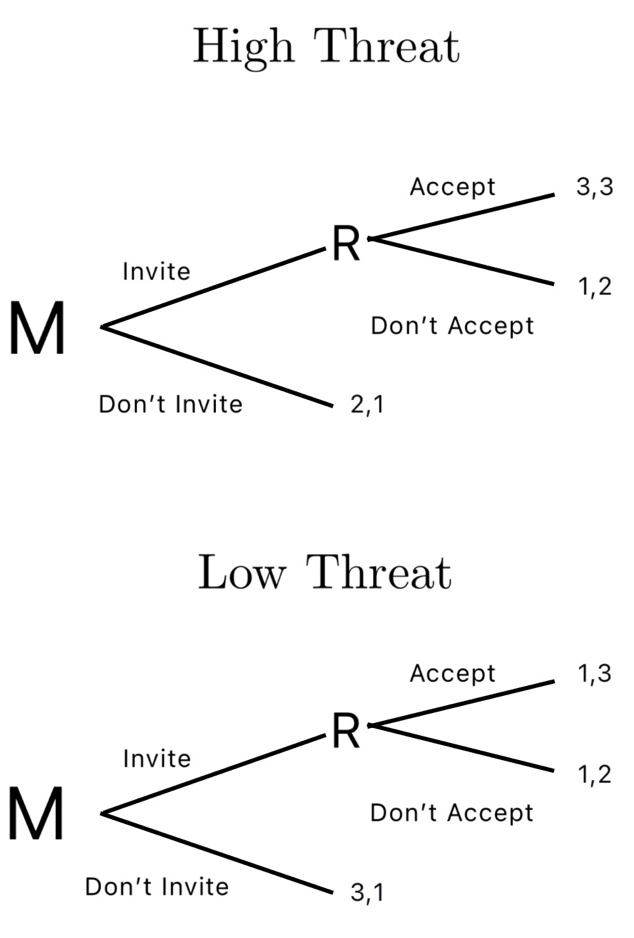 High Threat
Accept 3,3
R
Invite
1,2
M
Don’t Accept
Don’t Invite 2,1
Low Threat
Accept 1,3
R
Invite
1,2
M
Don’t Accept
Don’t Invite 3,1